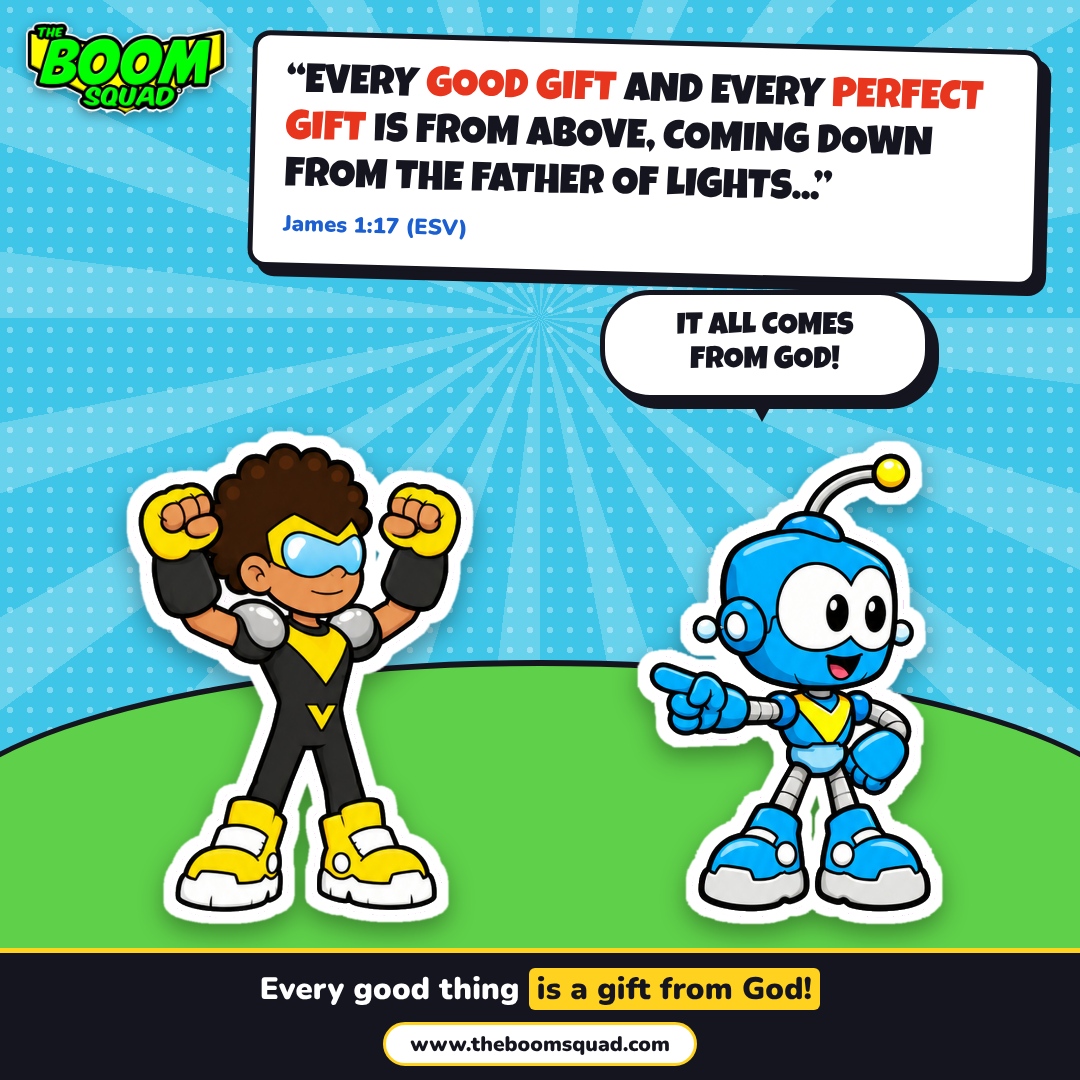 THE
BOOM
SQUAD
“EVERY GOOD GIFT AND EVERY PERFECT
GIFT IS FROM ABOVE, COMING DOWN
FROM THE FATHER OF LIGHTS...”
James 1:17 (ESV)
IT ALL COMES
FROM GOD!
Every good thing is a gift from God!
www.theboomsquad.com